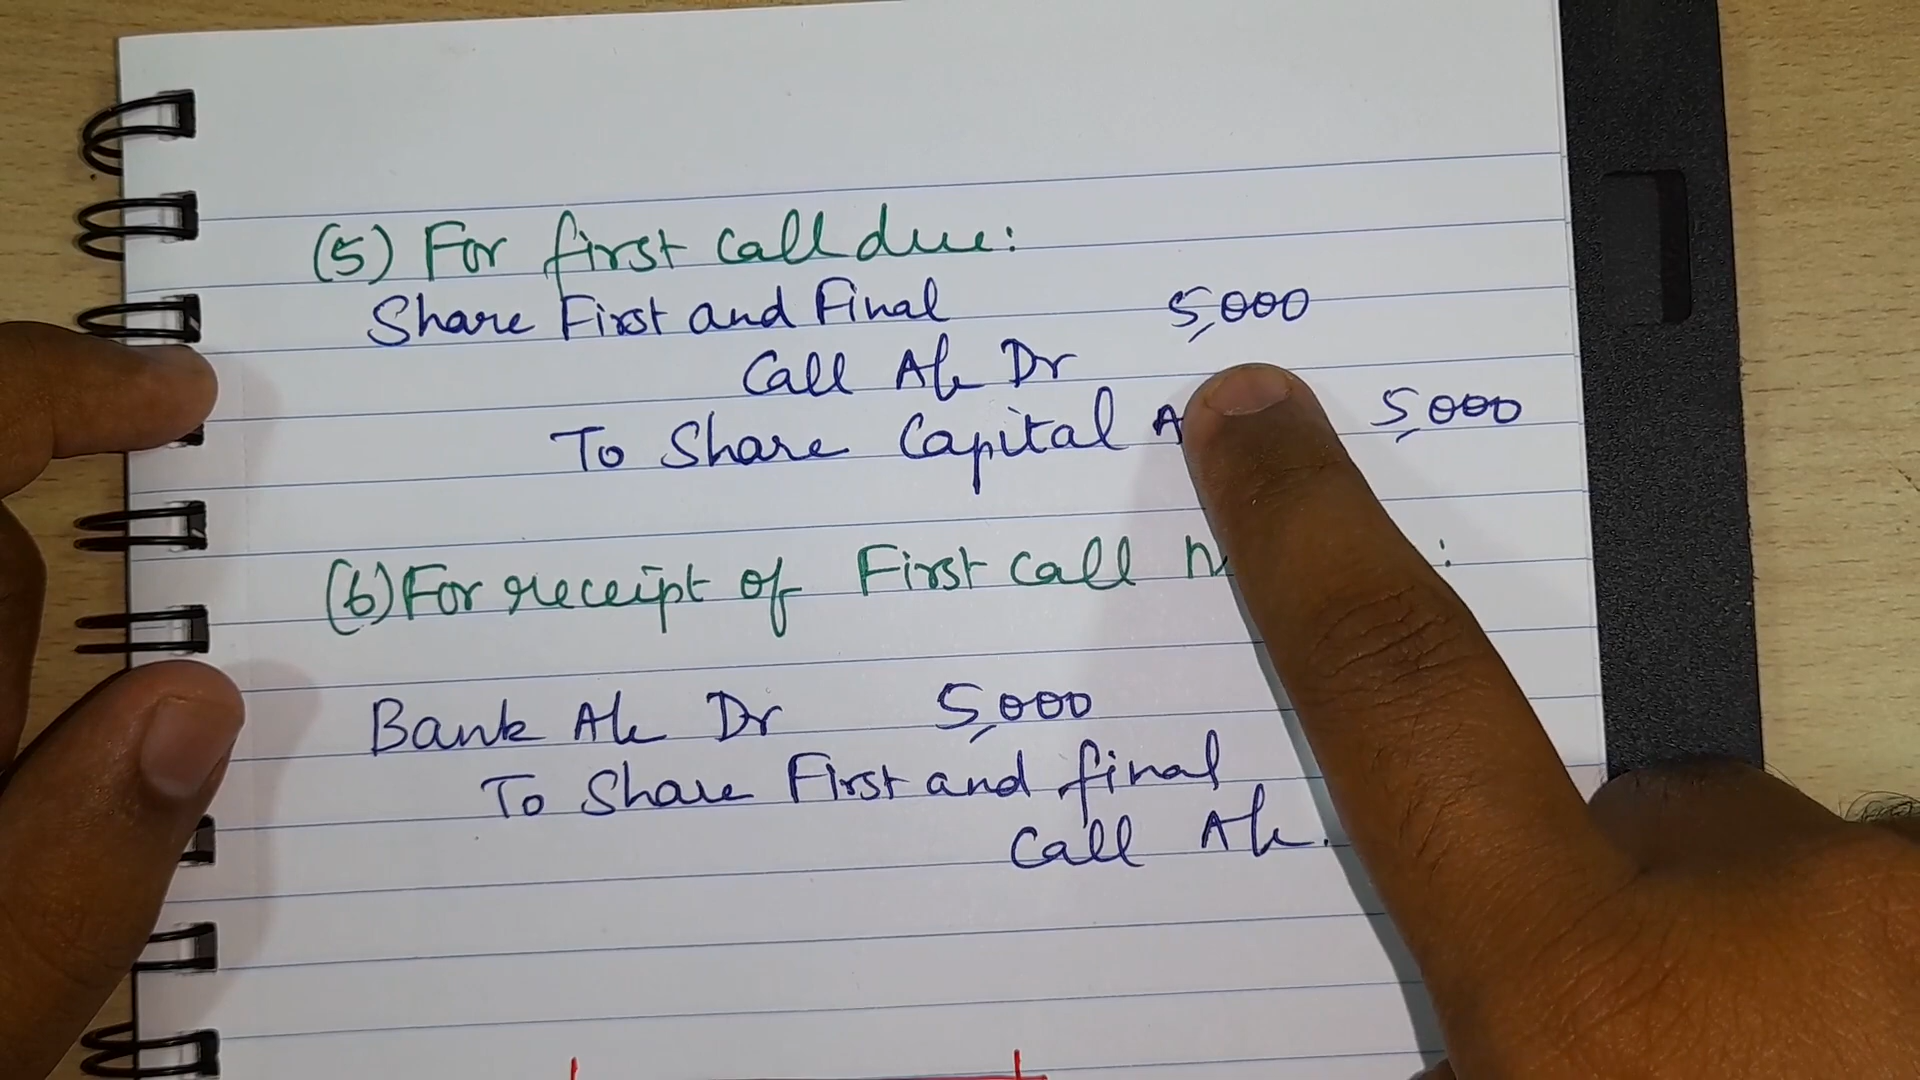 (5) For first call due:
Share First and Final 5,000
Call A/c Dr
To Share Capital 5,000
(6) For receipt of First call :
Bank A/c Dr 5,000
To Share First and final
Call A/c.